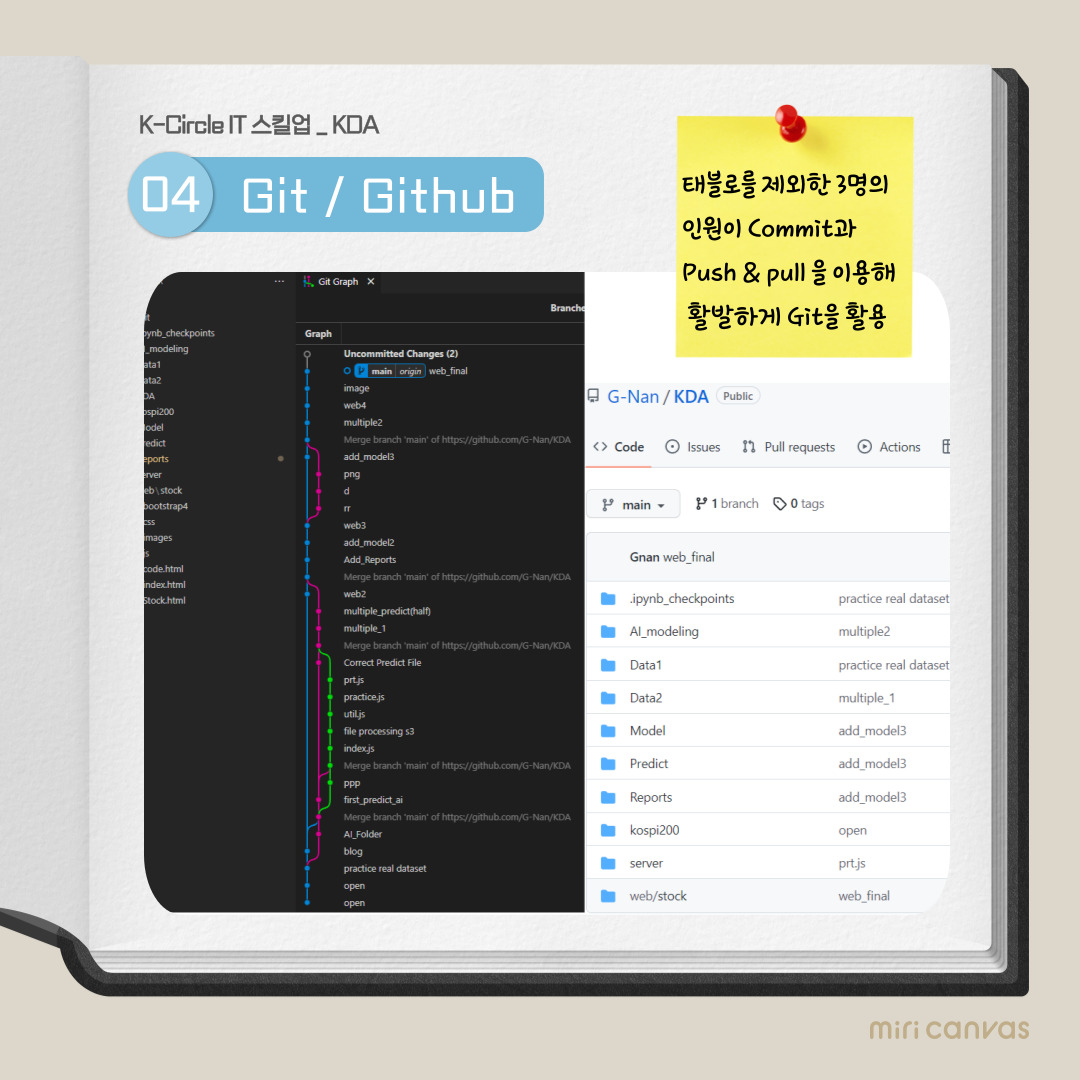 K-Circle IT 스킬업 _ KDA
04 Git / Github
태블로를 제외한 3명의
인원이 Commit과
Push & pull 을 이용해
활발하게 Git을 활용
... Git Graph ×
Branche
Graph
ynb_checkpoints
_modeling
ata1
ata2
DA
ospi200
odel
redict
eports
erver
eb\stock
bootstrap4
css
mages
js
code.html
index.html
Stock.html
Uncommitted Changes (2)
main origin web_final
image
web4
multiple2
Merge branch 'main' of https://github.com/G-Nan/KDA
add_model3
png
d
rr
web3
add_model2
Add_Reports
Merge branch 'main' of https://github.com/G-Nan/KDA
web2
multiple_predict(half)
multiple_1
Merge branch 'main' of https://github.com/G-Nan/KDA
Correct Predict File
prt.js
practice.js
util.js
file processing s3
index.js
Merge branch 'main' of https://github.com/G-Nan/KDA
ppp
first_predict_ai
Merge branch 'main' of https://github.com/G-Nan/KDA
AI_Folder
blog
practice real dataset
open
open
G-Nan / KDA Public
Code Issues Pull requests Actions
main 1 branch 0 tags
Gnan web_final
.ipynb_checkpoints practice real dataset
AI_modeling multiple2
Data1 practice real dataset
Data2 multiple_1
Model add_model3
Predict add_model3
Reports add_model3
kospi200 open
server prt.js
web/stock web_final
miri canvas